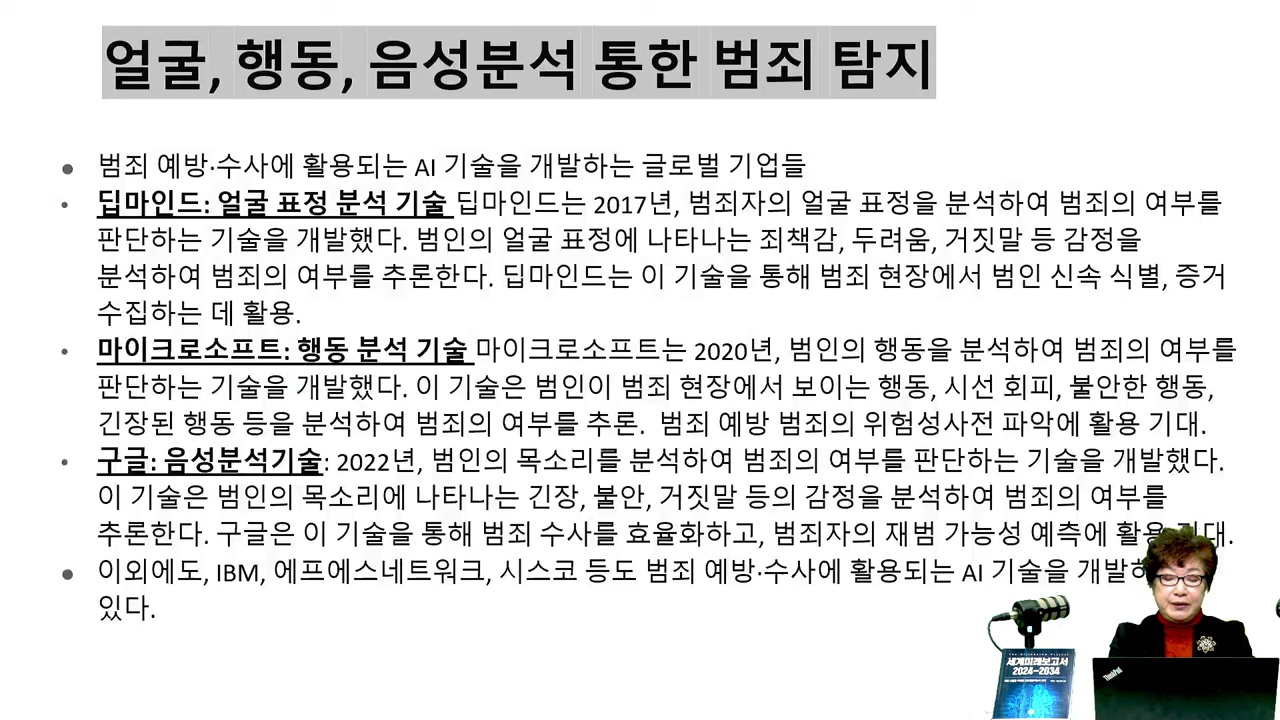 얼굴, 행동, 음성분석 통한 범죄 탐지
● 범죄 예방·수사에 활용되는 AI 기술을 개발하는 글로벌 기업들
• 딥마인드: 얼굴 표정 분석 기술 딥마인드는 2017년, 범죄자의 얼굴 표정을 분석하여 범죄의 여부를
판단하는 기술을 개발했다. 범인의 얼굴 표정에 나타나는 죄책감, 두려움, 거짓말 등 감정을
분석하여 범죄의 여부를 추론한다. 딥마인드는 이 기술을 통해 범죄 현장에서 범인 신속 식별, 증거
수집하는 데 활용.
• 마이크로소프트: 행동 분석 기술 마이크로소프트는 2020년, 범인의 행동을 분석하여 범죄의 여부를
판단하는 기술을 개발했다. 이 기술은 범인이 범죄 현장에서 보이는 행동, 시선 회피, 불안한 행동,
긴장된 행동 등을 분석하여 범죄의 여부를 추론. 범죄 예방 범죄의 위험성사전 파악에 활용 기대.
• 구글: 음성분석기술: 2022년, 범인의 목소리를 분석하여 범죄의 여부를 판단하는 기술을 개발했다.
이 기술은 범인의 목소리에 나타나는 긴장, 불안, 거짓말 등의 감정을 분석하여 범죄의 여부를
추론한다. 구글은 이 기술을 통해 범죄 수사를 효율화하고, 범죄자의 재범 가능성 예측에 활용 기대.
● 이외에도, IBM, 에프에스네트워크, 시스코 등도 범죄 예방·수사에 활용되는 AI 기술을 개발하
있다.
세계미래보고서
2024-2034
ThinkPad